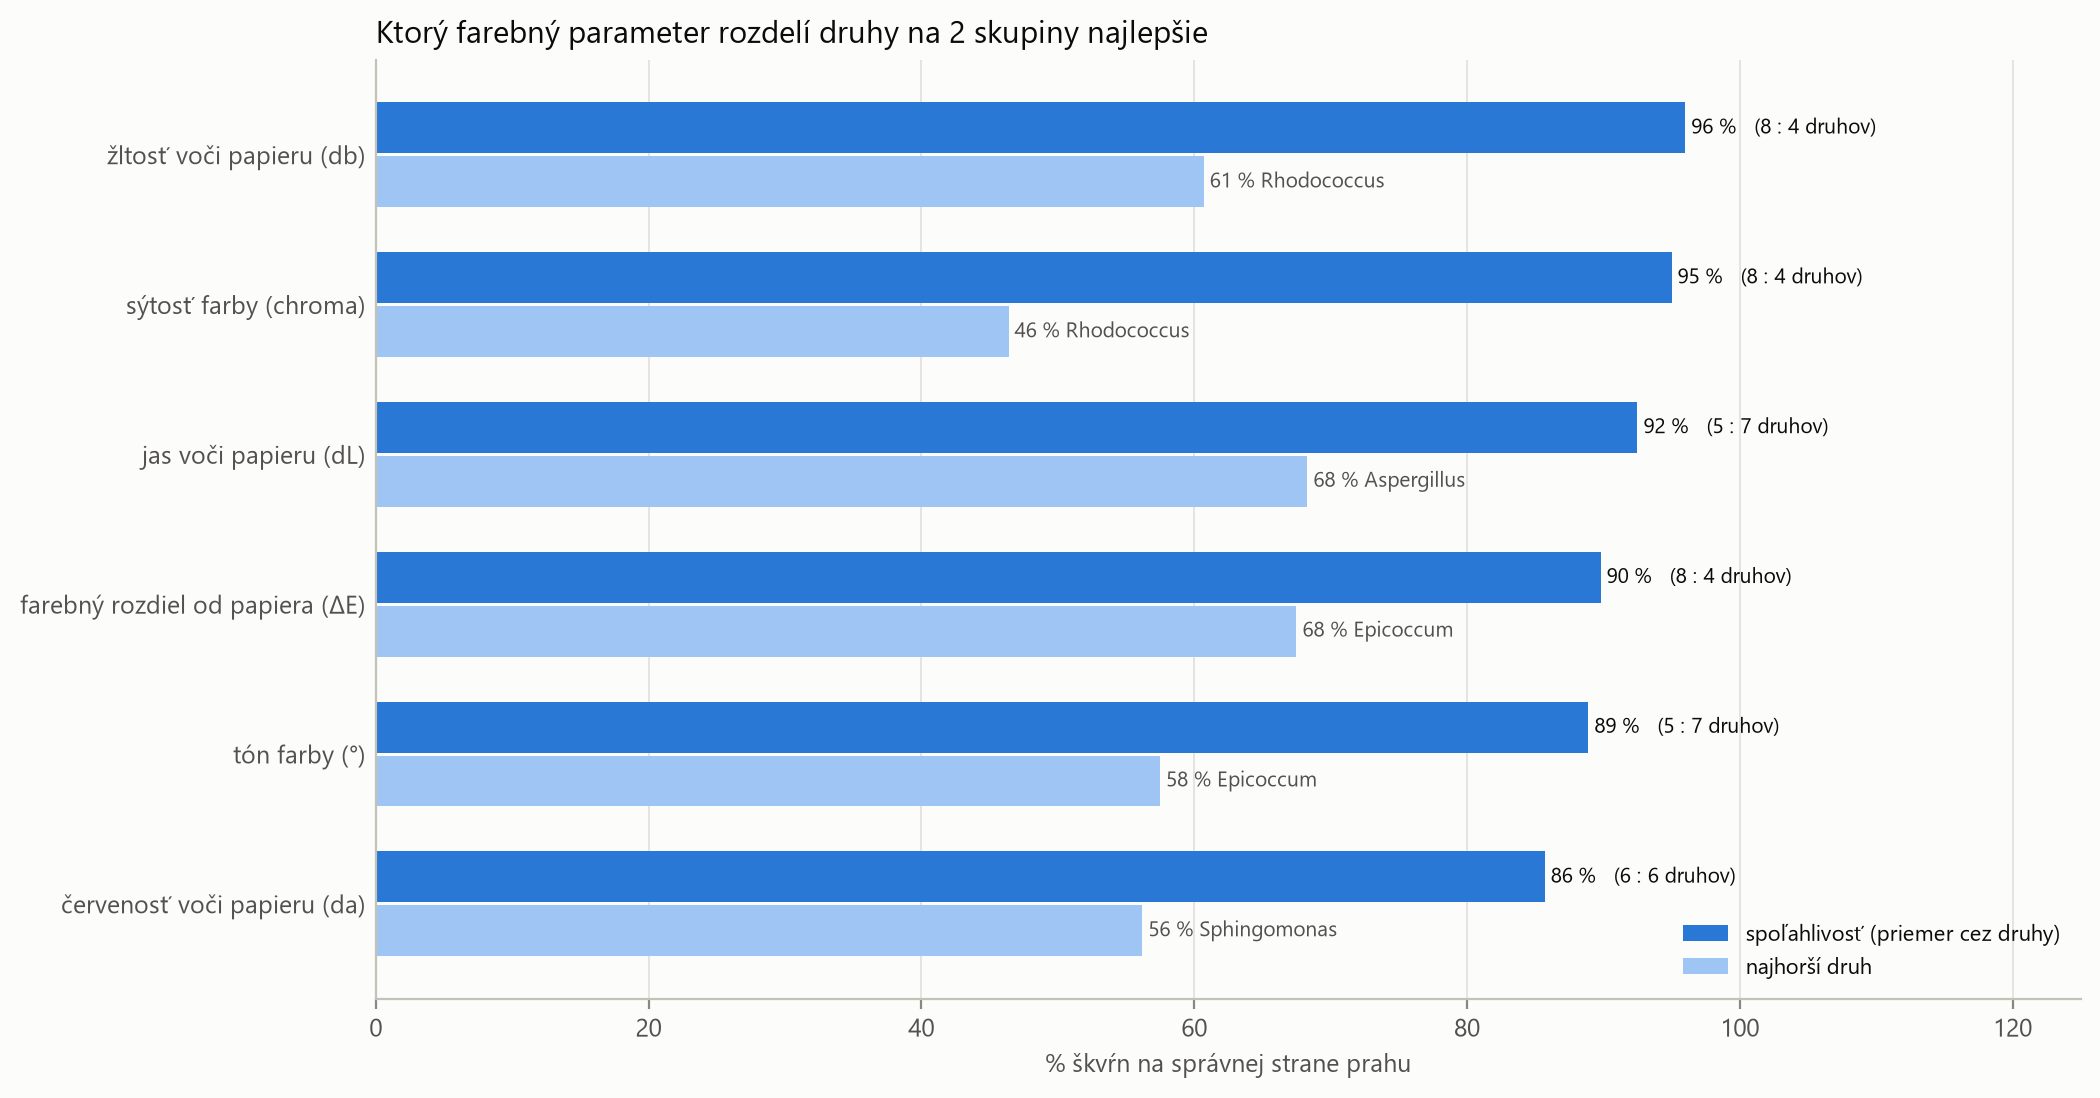 Ktorý farebný parameter rozdelí druhy na 2 skupiny najlepšie
žltosť voči papieru (db)
96 % (8 : 4 druhov)
61 % Rhodococcus
sýtosť farby (chroma)
95 % (8 : 4 druhov)
46 % Rhodococcus
jas voči papieru (dL)
92 % (5 : 7 druhov)
68 % Aspergillus
farebný rozdiel od papiera (ΔE)
90 % (8 : 4 druhov)
68 % Epicoccum
tón farby (°)
89 % (5 : 7 druhov)
58 % Epicoccum
červenosť voči papieru (da)
86 % (6 : 6 druhov)
56 % Sphingomonas
spoľahlivosť (priemer cez druhy)
najhorší druh
0 20 40 60 80 100 120
% škvŕn na správnej strane prahu